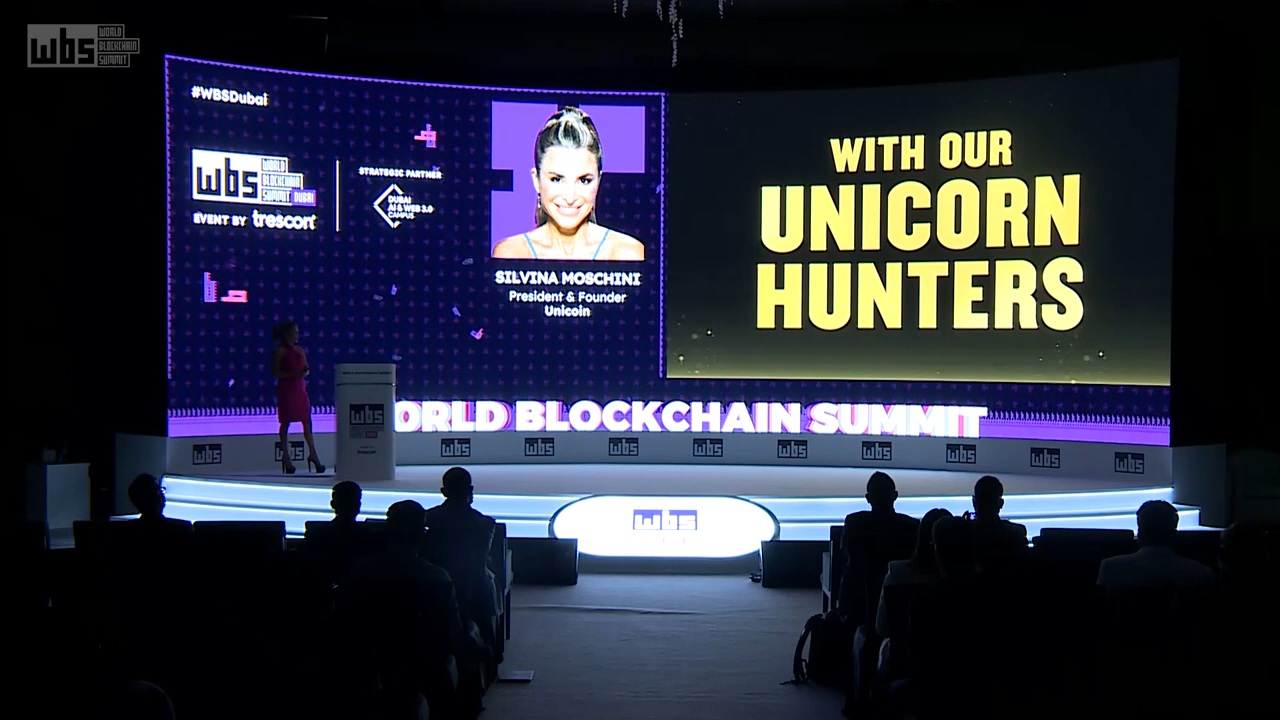 wbs WORLD
BLOCKCHAIN
SUMMIT
#WBSDubai
wbs WORLD
BLOCKCHAIN
SUMMIT DUBAI
EVENT BY trescon
STRATEGIC PARTNER
DUBAI
AI & WEB 3.0
CAMPUS
SILVINA MOSCHINI
President & Founder
Unicoin
WITH OUR
UNICORN
HUNTERS
ORLD BLOCKCHAIN SUMMIT
wbs
wbs
wbs
wbs
wbs
wbs
wbs
wbs
wbs
wbs
wbs
wbs
wbs